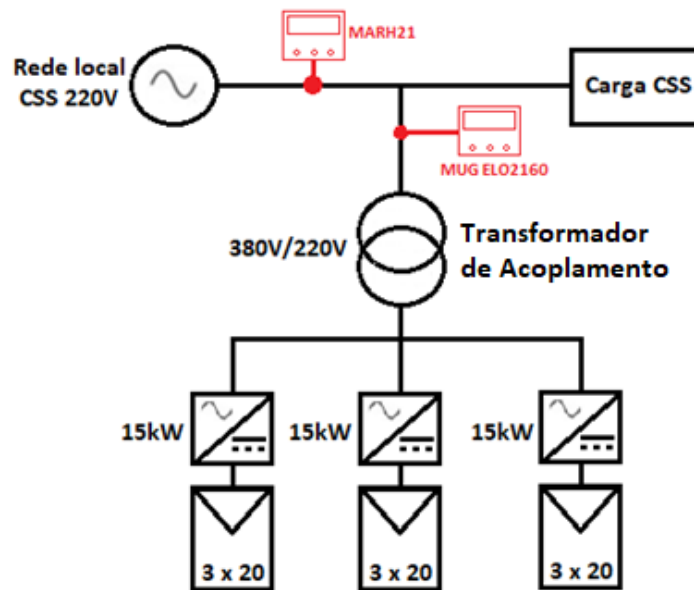 MARH21
Rede local
CSS 220V
Carga CSS
MUG ELO2160
380V/220V
Transformador
de Acoplamento
15kW
15kW
15kW
3 x 20
3 x 20
3 x 20